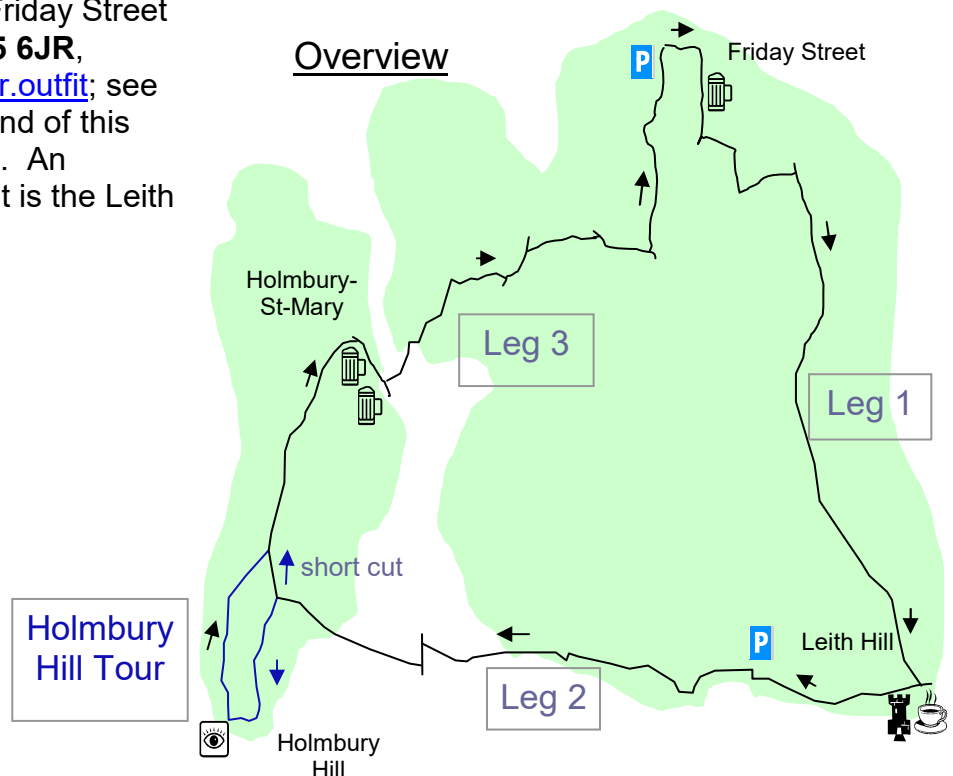 Friday Street
5 6JR,
r.outfit; see
nd of this
. An
t is the Leith
Overview
P
Friday Street
Holmbury-
St-Mary
Leg 3
Leg 1
short cut
Holmbury
Hill Tour
P
Leith Hill
Leg 2
Holmbury
Hill